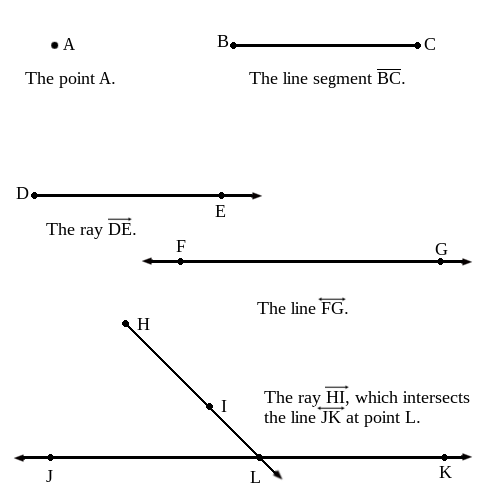 A
B
C
The point A.
The line segment BC.
D
E
The ray DE.
F
G
The line FG.
H
I
The ray HI, which intersects
the line JK at point L.
J
L
K